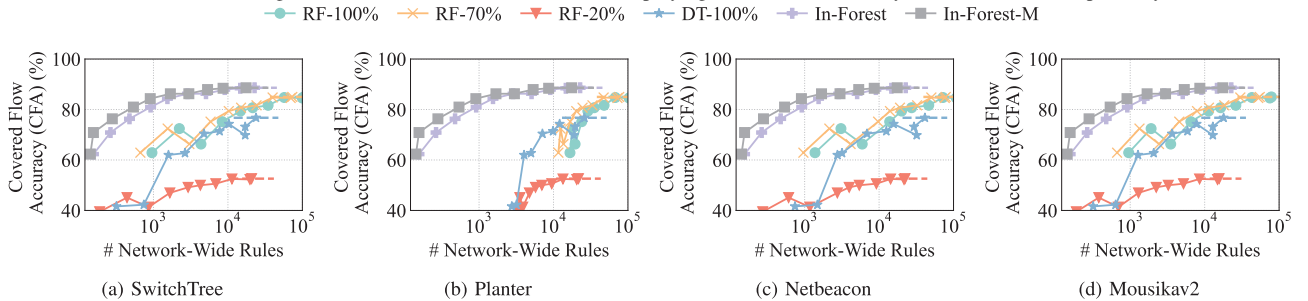 RF-100% RF-70% RF-20% DT-100% In-Forest In-Forest-M
Covered Flow
Accuracy (CFA) (%)
100
80
60
40
10^3 10^4 10^5
# Network-Wide Rules
(a) SwitchTree
Covered Flow
Accuracy (CFA) (%)
100
80
60
40
10^3 10^4 10^5
# Network-Wide Rules
(b) Planter
Covered Flow
Accuracy (CFA) (%)
100
80
60
40
10^3 10^4 10^5
# Network-Wide Rules
(c) Netbeacon
Covered Flow
Accuracy (CFA) (%)
100
80
60
40
10^3 10^4 10^5
# Network-Wide Rules
(d) Mousikav2